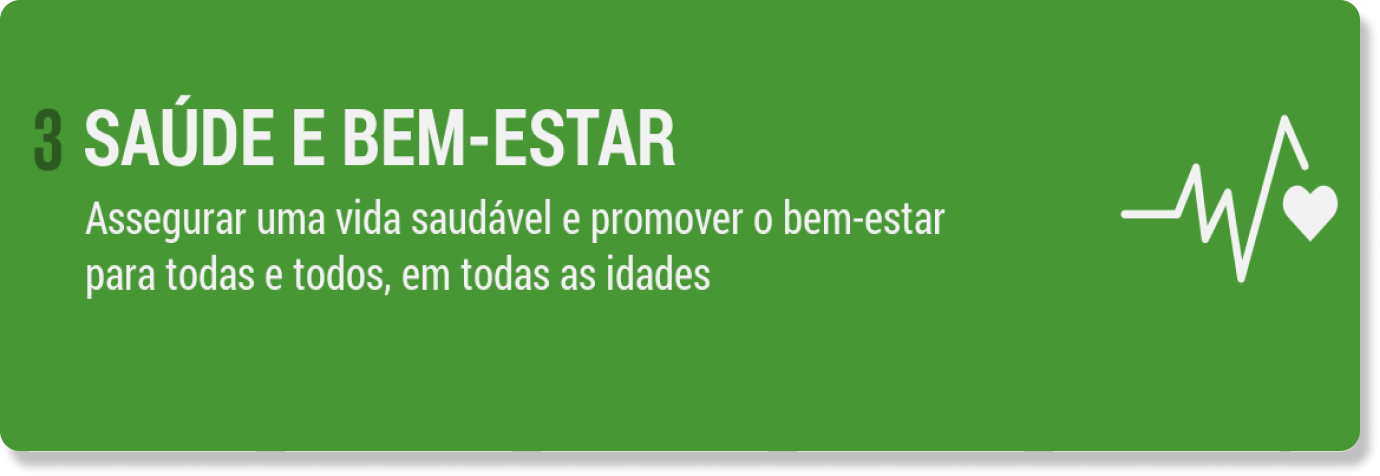 3 SAÚDE E BEM-ESTAR
Assegurar uma vida saudável e promover o bem-estar
para todas e todos, em todas as idades